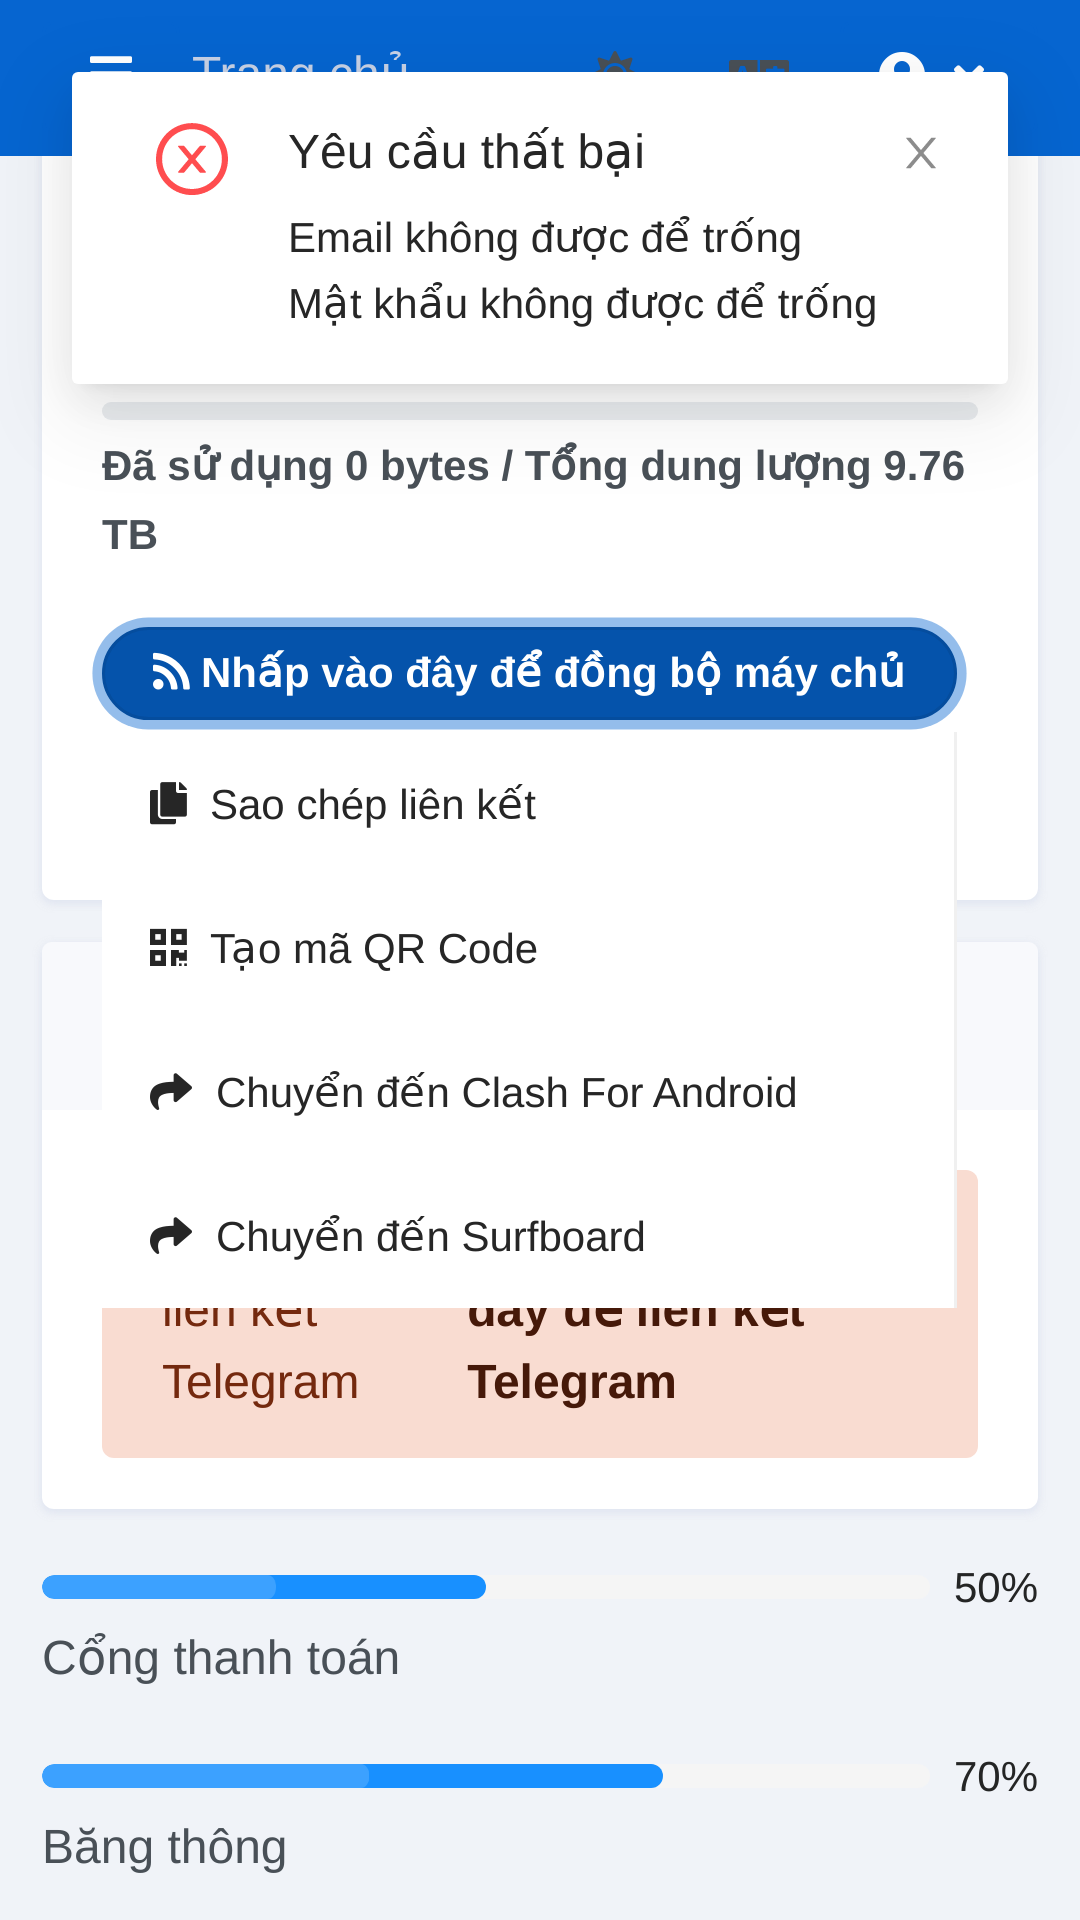 Trang chủ
Yêu cầu thất bại
Email không được để trống
Mật khẩu không được để trống
Đã sử dụng 0 bytes / Tổng dung lượng 9.76
TB
Nhấp vào đây để đồng bộ máy chủ
Sao chép liên kết
Tạo mã QR Code
Chuyển đến Clash For Android
Chuyển đến Surfboard
liên kết
Telegram
đây để liên kết
Telegram
50%
Cổng thanh toán
70%
Băng thông